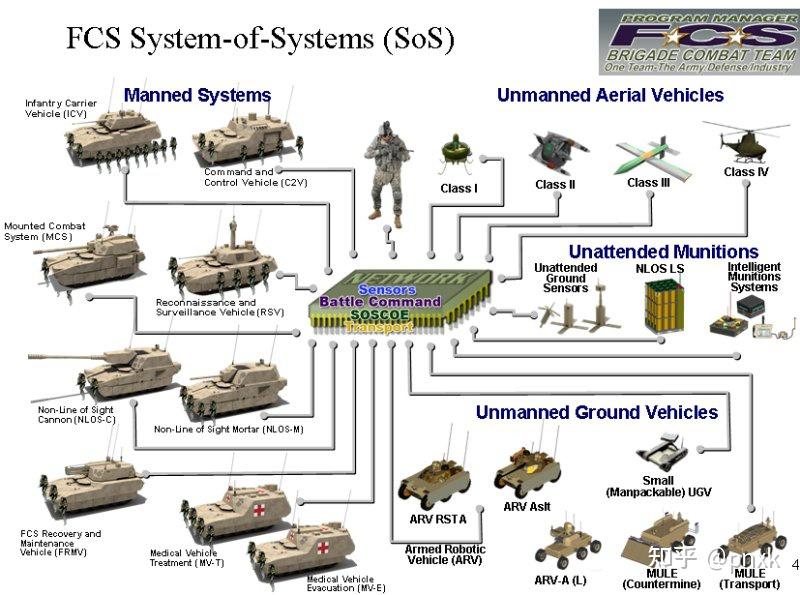 FCS System-of-Systems (SoS)
PROGRAM MANAGER
FCS
BRIGADE COMBAT TEAM
One Team-The Army/Defense/Industry
Manned Systems
Unmanned Aerial Vehicles
Infantry Carrier
Vehicle (ICV)
Command and
Control Vehicle (C2V)
Class I
Class II
Class III
Class IV
Mounted Combat
System (MCS)
Reconnaissance and
Surveillance Vehicle (RSV)
NETWORK
Sensors
Battle Command
SOSCOE
Transport
Unattended Munitions
Unattended
Ground
Sensors
NLOS LS
Intelligent
Munitions
Systems
Non-Line of Sight
Cannon (NLOS-C)
Non-Line of Sight Mortar (NLOS-M)
Unmanned Ground Vehicles
Small
(Manpackable) UGV
ARV RSTA
ARV Aslt
Armed Robotic
Vehicle (ARV)
FCS Recovery and
Maintenance
Vehicle (FRMV)
Medical Vehicle
Treatment (MV-T)
Medical Vehicle
Evacuation (MV-E)
ARV-A (L)
MULE
(Countermine)
MULE
(Transport)
知乎 @pnxk
4